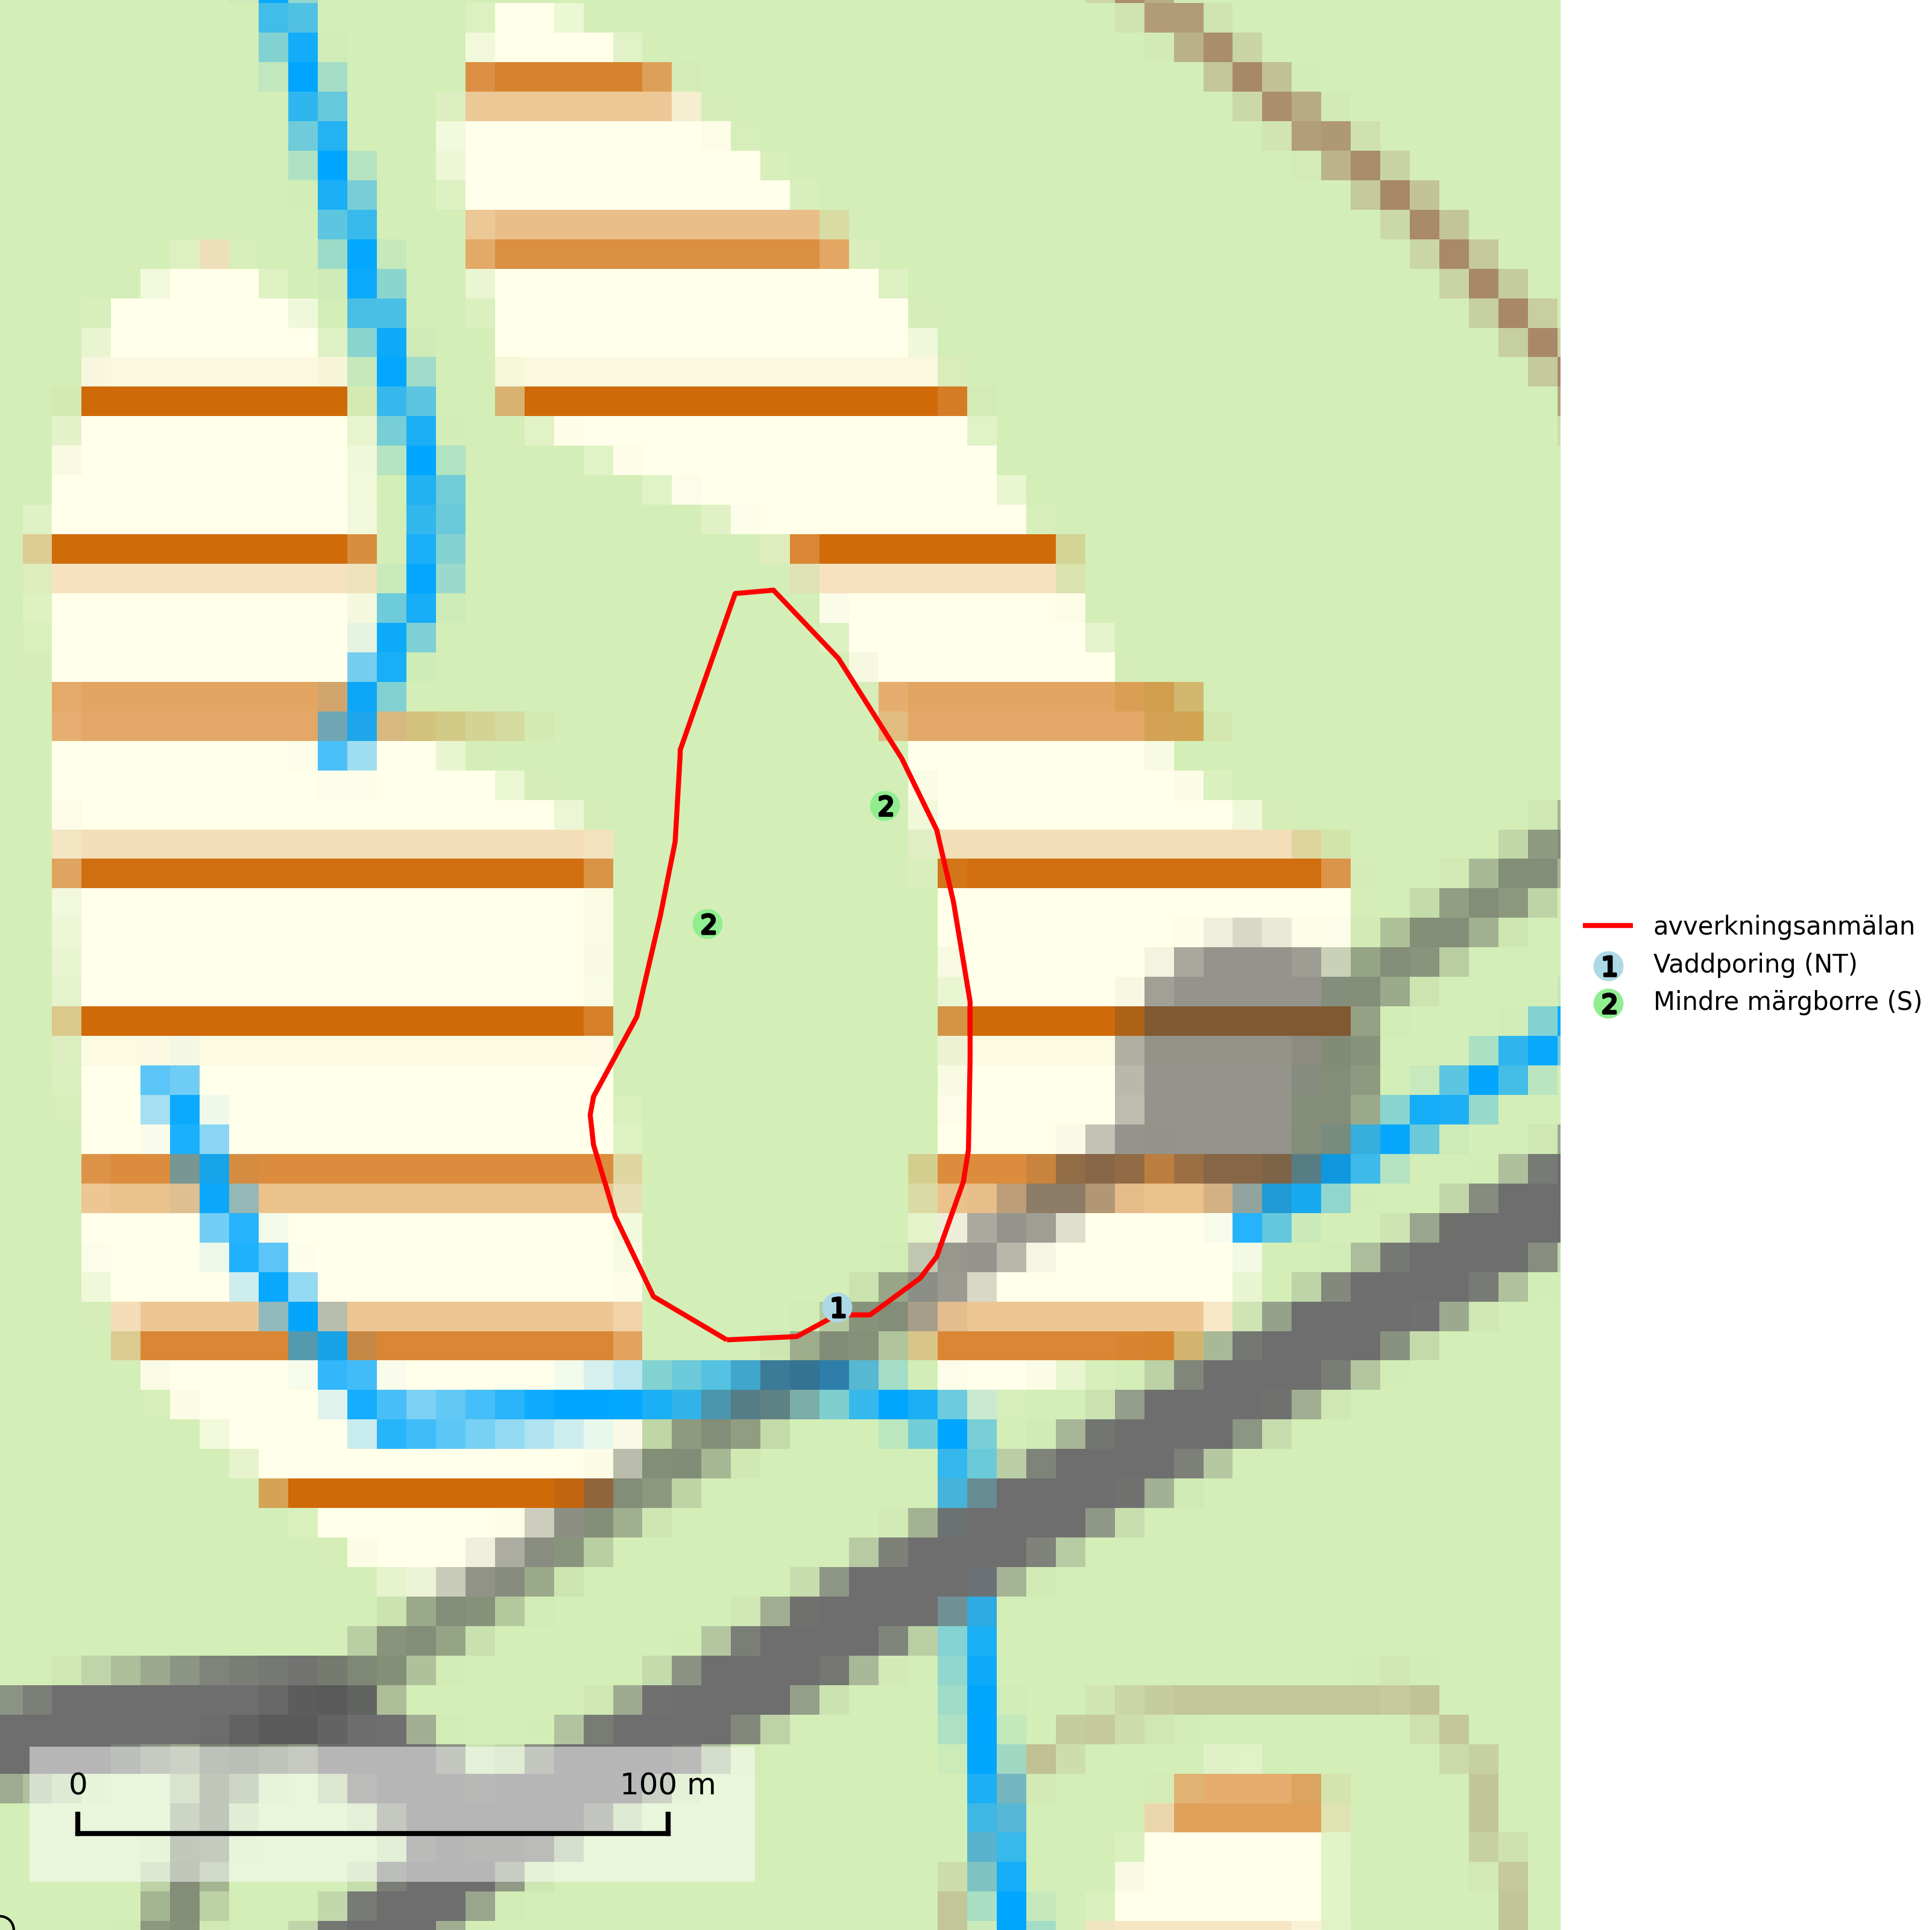 2
2
1
avverkningsanmälan
1 Vaddporing (NT)
2 Mindre märgborre (S)
0 100 m